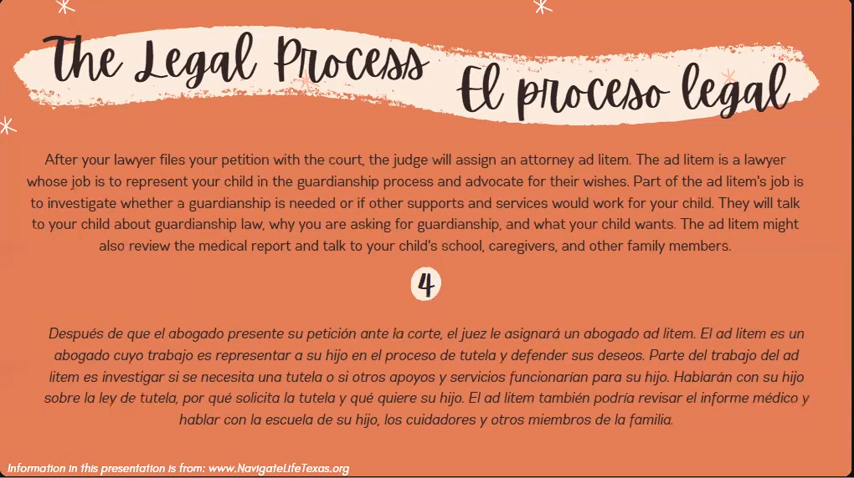 The Legal Process
El proceso legal
After your lawyer files your petition with the court, the judge will assign an attorney ad litem. The ad litem is a lawyer
whose job is to represent your child in the guardianship process and advocate for their wishes. Part of the ad litem's job is
to investigate whether a guardianship is needed or if other supports and services would work for your child. They will talk
to your child about guardianship law, why you are asking for guardianship, and what your child wants. The ad litem might
also review the medical report and talk to your child's school, caregivers, and other family members.
4
Después de que el abogado presente su petición ante la corte, el juez le asignará un abogado ad litem. El ad litem es un
abogado cuyo trabajo es representar a su hijo en el proceso de tutela y defender sus deseos. Parte del trabajo del ad
litem es investigar si se necesita una tutela o si otros apoyos y servicios funcionarían para su hijo. Hablarán con su hijo
sobre la ley de tutela, por qué solicita la tutela y qué quiere su hijo. El ad litem también podría revisar el informe médico y
hablar con la escuela de su hijo, los cuidadores y otros miembros de la familia.
Information in this presentation is from: www.NavigateLifeTexas.org